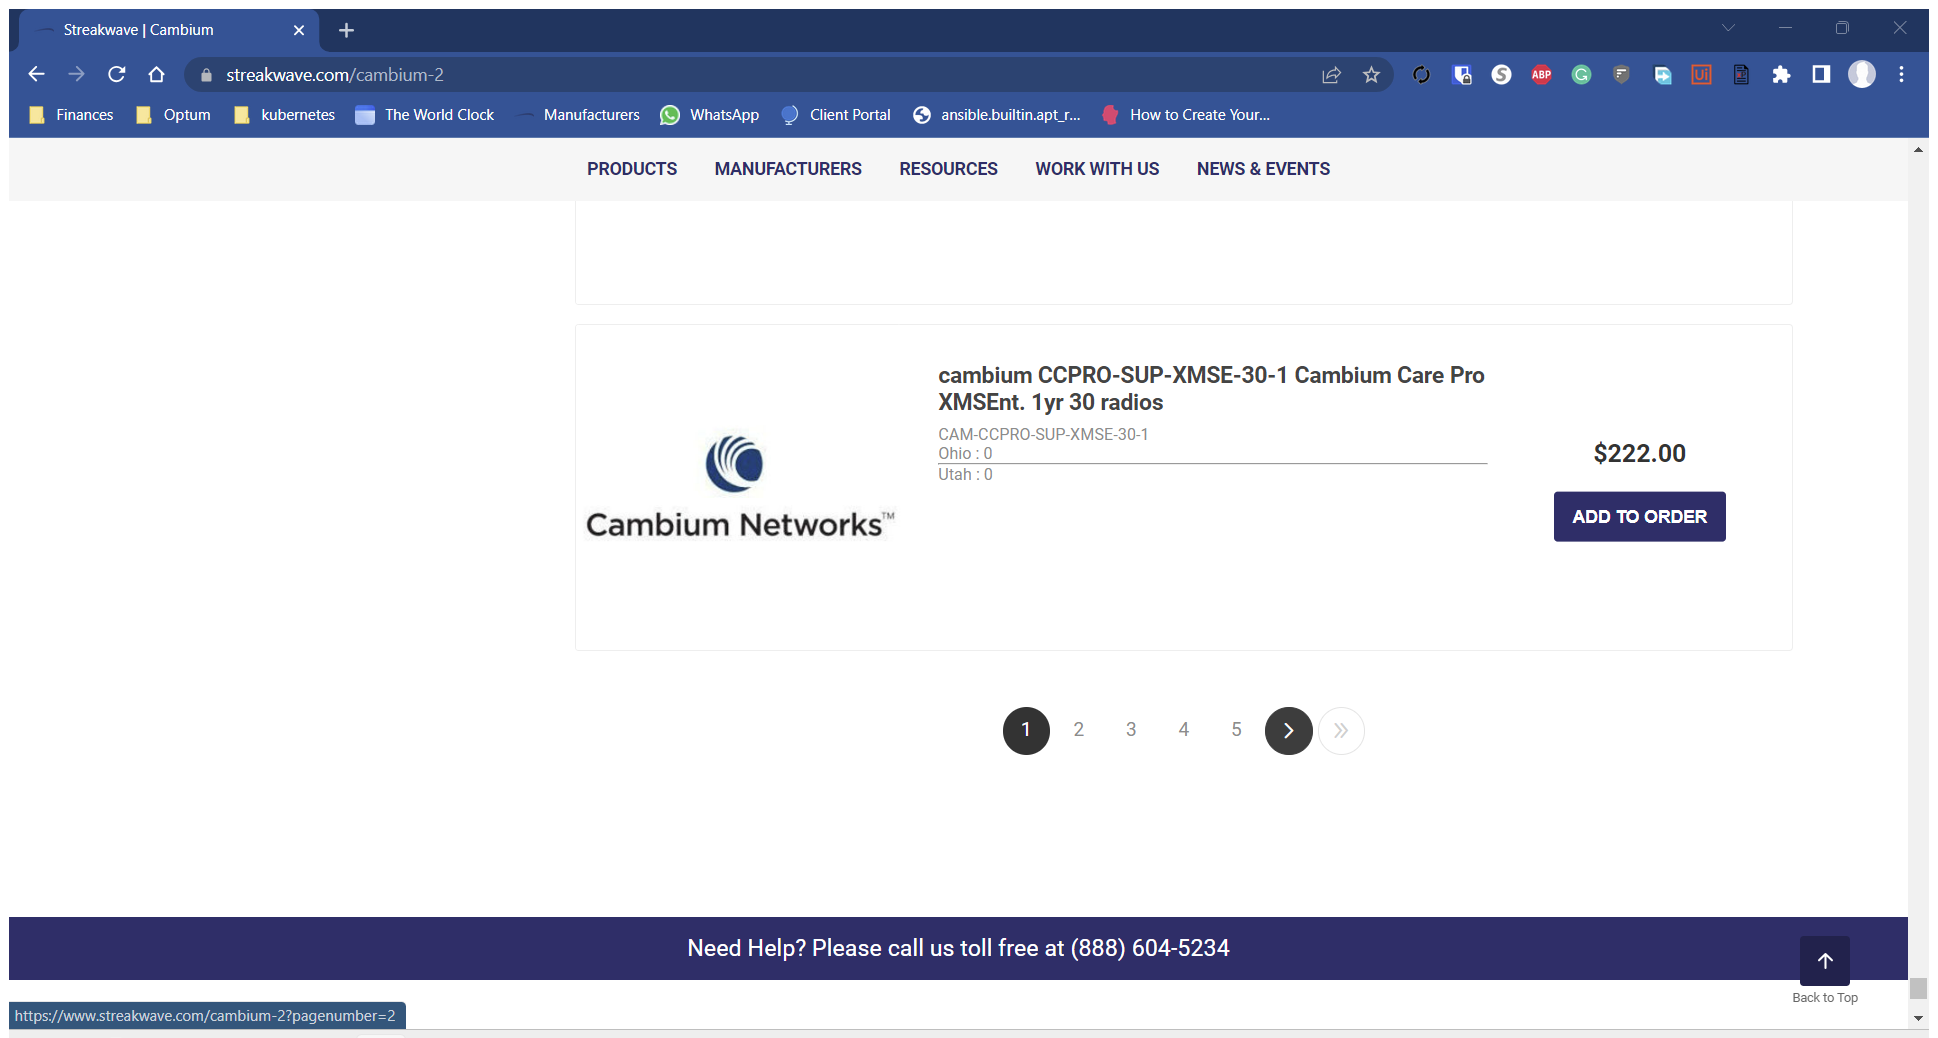 Streakwave | Cambium
streakwave.com/cambium-2
ABP
Ui
Finances
Optum
kubernetes
The World Clock
Manufacturers
WhatsApp
Client Portal
ansible.builtin.apt_r...
How to Create Your...
PRODUCTS
MANUFACTURERS
RESOURCES
WORK WITH US
NEWS & EVENTS
cambium CCPRO-SUP-XMSE-30-1 Cambium Care Pro
XMSEnt. 1yr 30 radios
CAM-CCPRO-SUP-XMSE-30-1
Ohio : 0
Utah : 0
Cambium Networks™
$222.00
ADD TO ORDER
1 2 3 4 5
Need Help? Please call us toll free at (888) 604-5234
Back to Top
https://www.streakwave.com/cambium-2?pagenumber=2